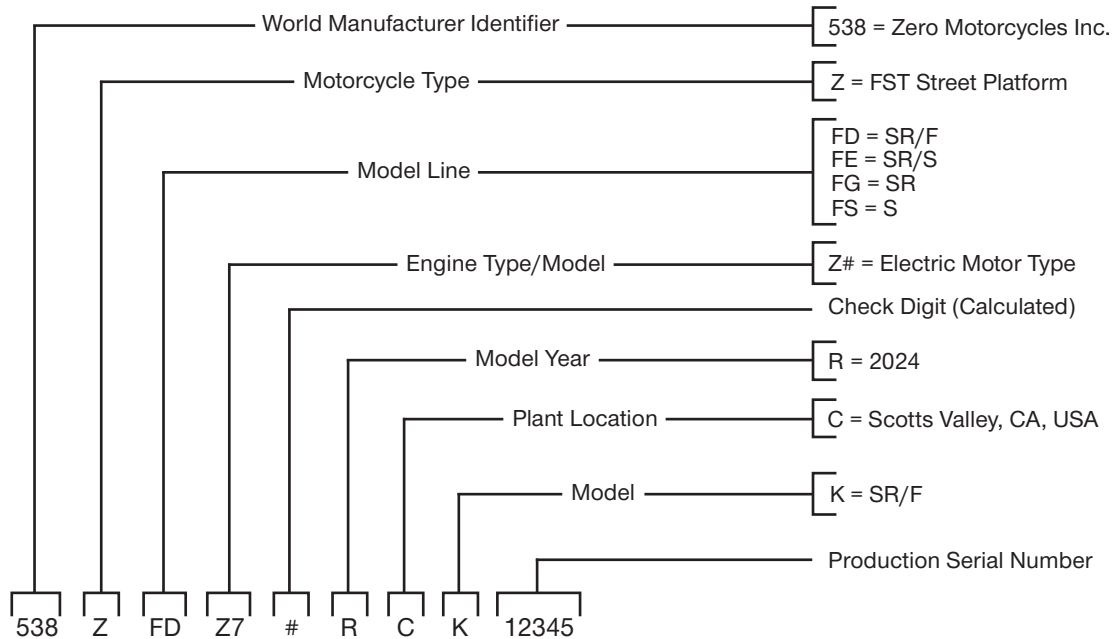 World Manufacturer Identifier 538 = Zero Motorcycles Inc.
Motorcycle Type Z = FST Street Platform
Model Line
FD = SR/F
FE = SR/S
FG = SR
FS = S
Engine Type/Model Z# = Electric Motor Type
Check Digit (Calculated)
Model Year R = 2024
Plant Location C = Scotts Valley, CA, USA
Model K = SR/F
Production Serial Number
538 Z FD Z7 # R C K 12345